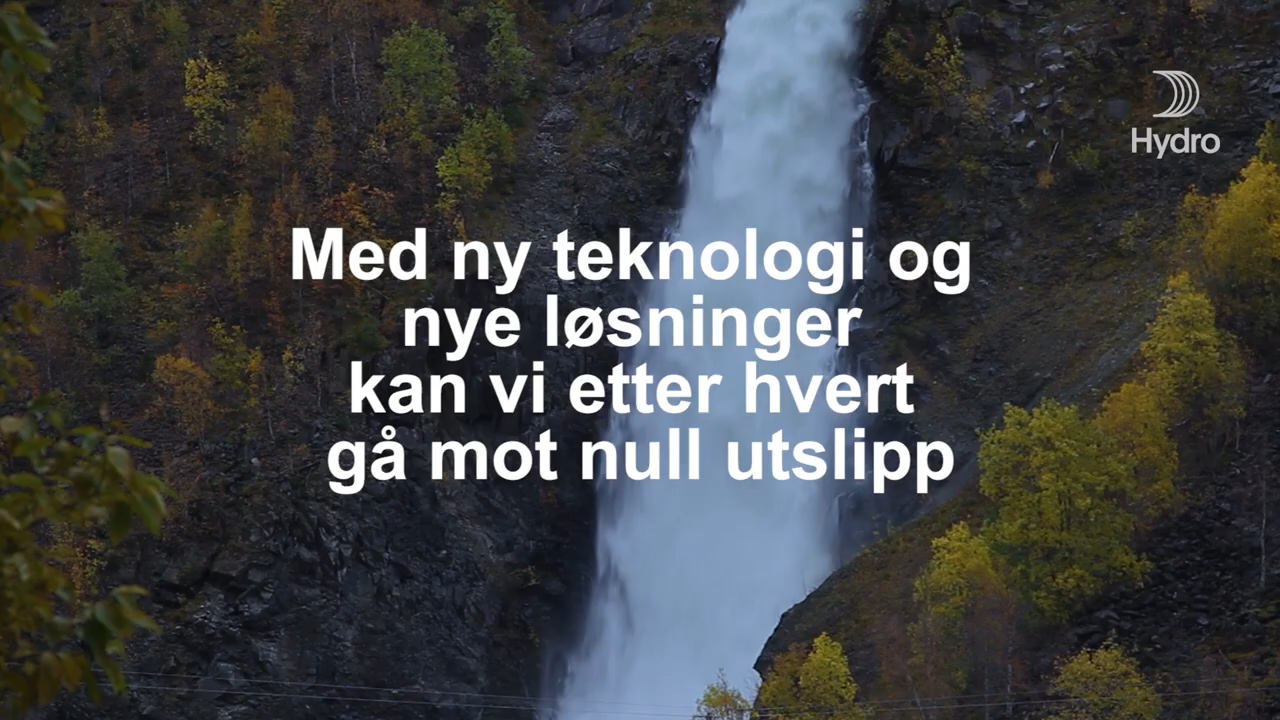 Hydro
Med ny teknologi og
nye løsninger
kan vi etter hvert
gå mot null utslipp